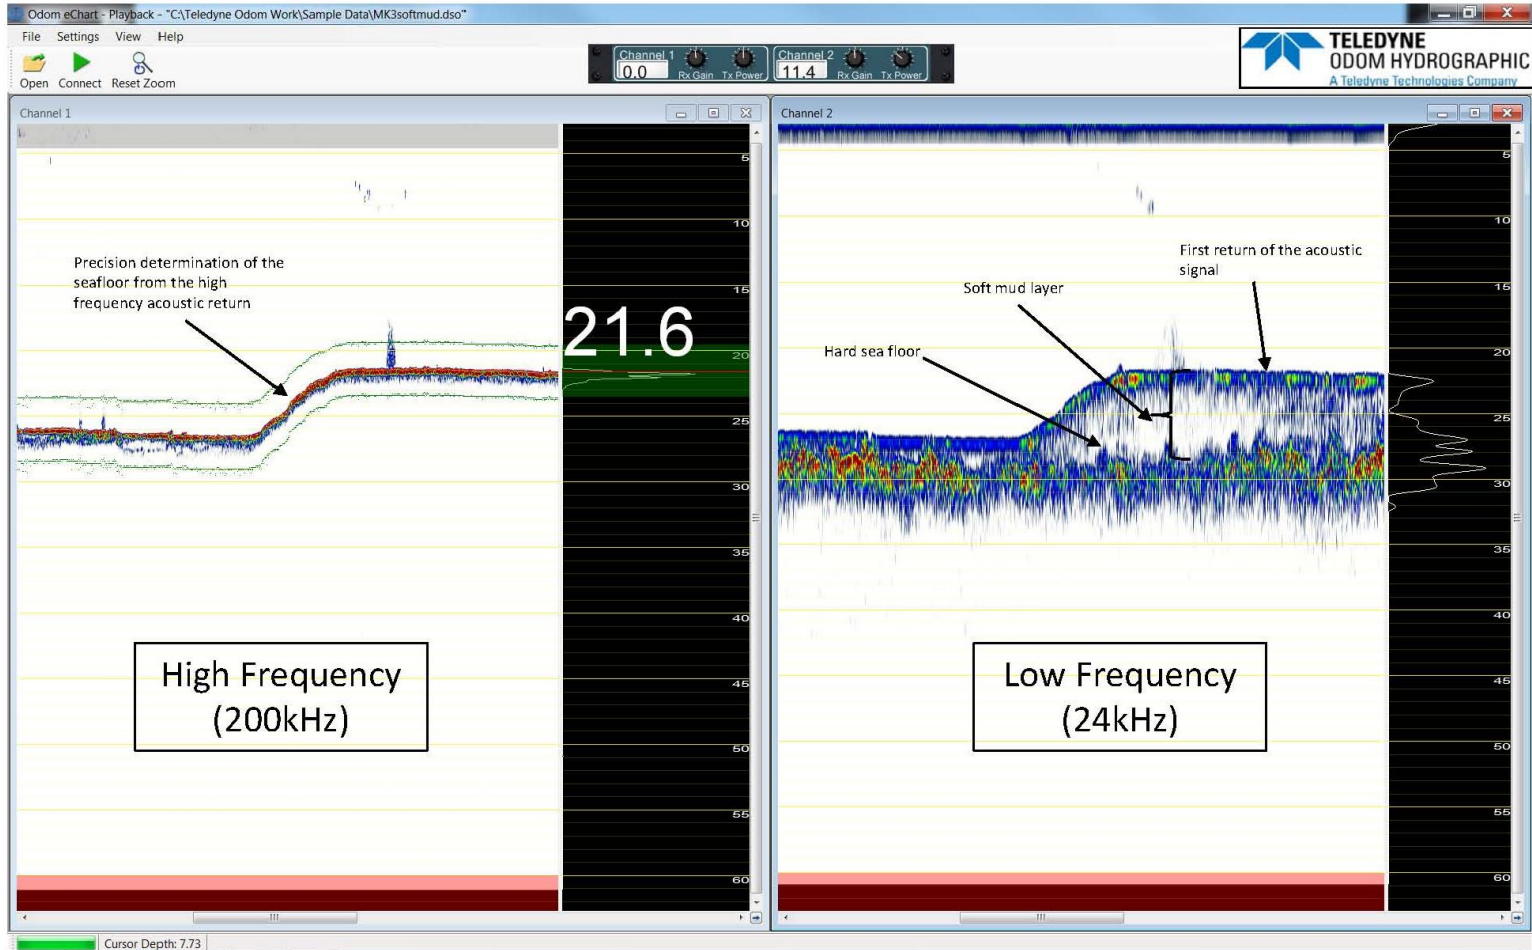 Odom eChart - Playback - "C:\Teledyne Odom Work\Sample Data\MK3softmud.dso"
File Settings View Help
Open Connect Reset Zoom
Channel 1
0.0
Rx Gain Tx Power
Channel 2
11.4
Rx Gain Tx Power
TELEDYNE
ODOM HYDROGRAPHIC
A Teledyne Technologies Company
Channel 1
Precision determination of the
seafloor from the high
frequency acoustic return
21.6
5
10
15
20
25
30
35
40
45
50
55
60
High Frequency
(200kHz)
Channel 2
First return of the acoustic
signal
Soft mud layer
Hard sea floor
5
10
15
20
25
30
35
40
45
50
55
60
Low Frequency
(24kHz)
Cursor Depth: 7.73